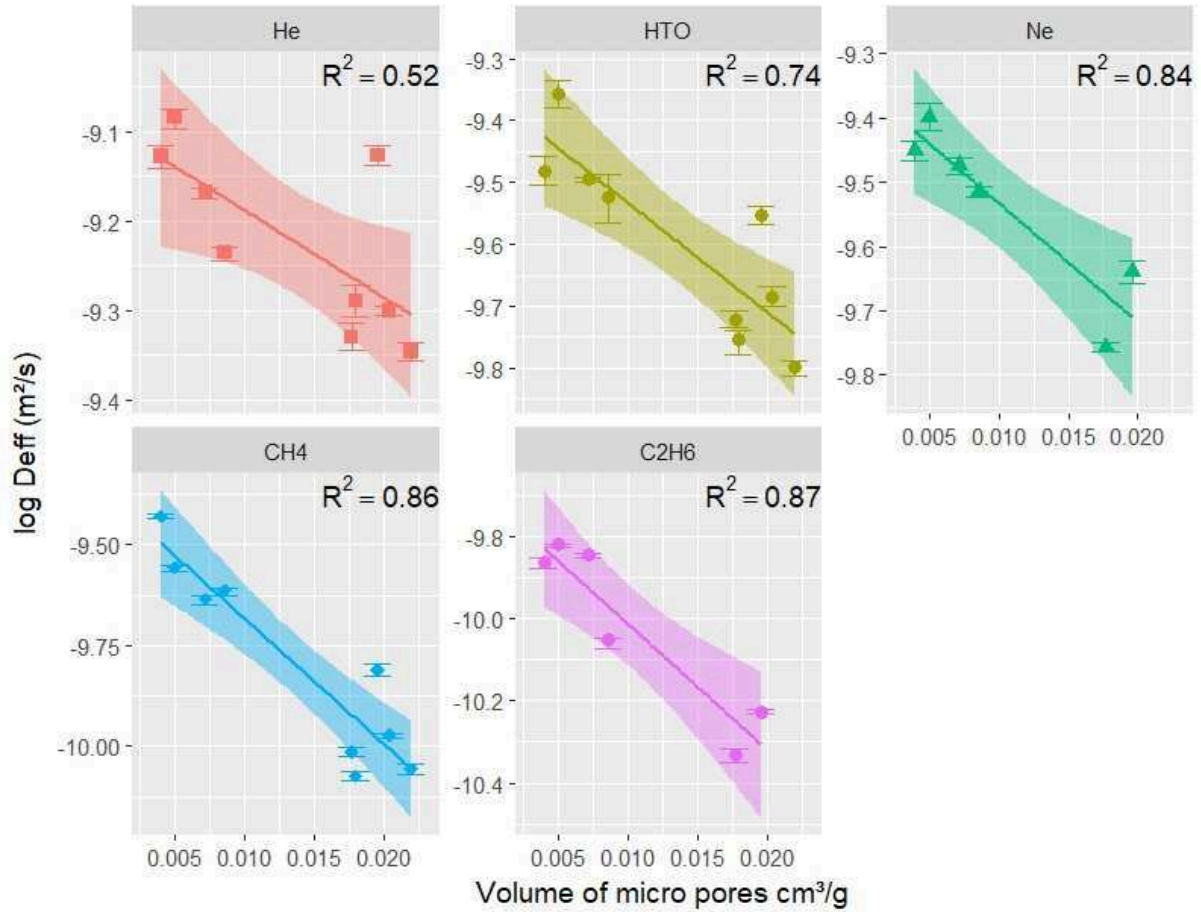 He
HTO
Ne
R² = 0.52
R² = 0.74
R² = 0.84
-9.1
-9.2
-9.3
-9.4
-9.3
-9.4
-9.5
-9.6
-9.7
-9.8
-9.3
-9.4
-9.5
-9.6
-9.7
-9.8
0.005 0.010 0.015 0.020
CH4
C2H6
R² = 0.86
R² = 0.87
-9.50
-9.75
-10.00
-9.8
-10.0
-10.2
-10.4
0.005 0.010 0.015 0.020
0.005 0.010 0.015 0.020
log Deff (m²/s)
Volume of micro pores cm³/g